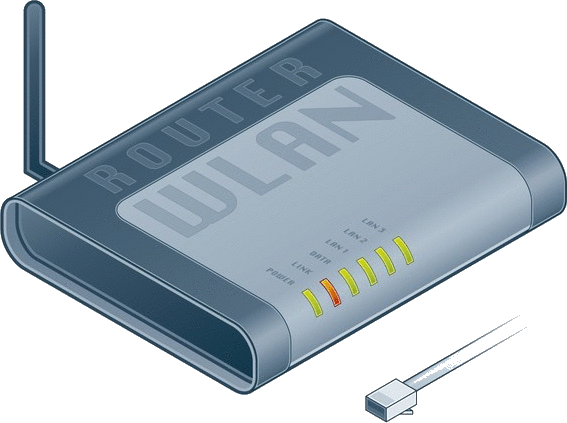 ROUTER
WLAN
POWER
LINK
DATA
LAN 1
LAN 2
LAN 3